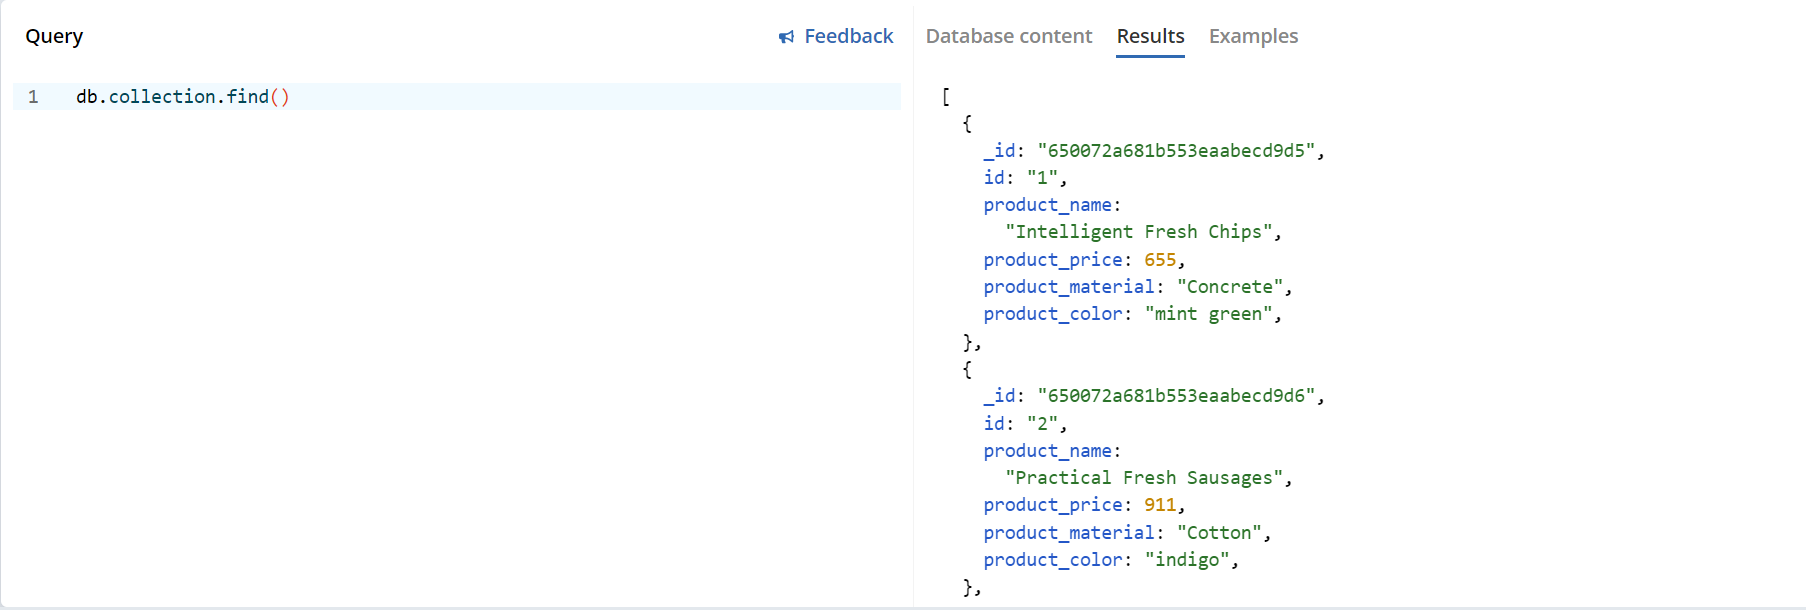 Query
Feedback
1 db.collection.find()
Database content Results Examples
[
{
_id: "650072a681b553eaabecd9d5",
id: "1",
product_name:
"Intelligent Fresh Chips",
product_price: 655,
product_material: "Concrete",
product_color: "mint green",
},
{
_id: "650072a681b553eaabecd9d6",
id: "2",
product_name:
"Practical Fresh Sausages",
product_price: 911,
product_material: "Cotton",
product_color: "indigo",
},